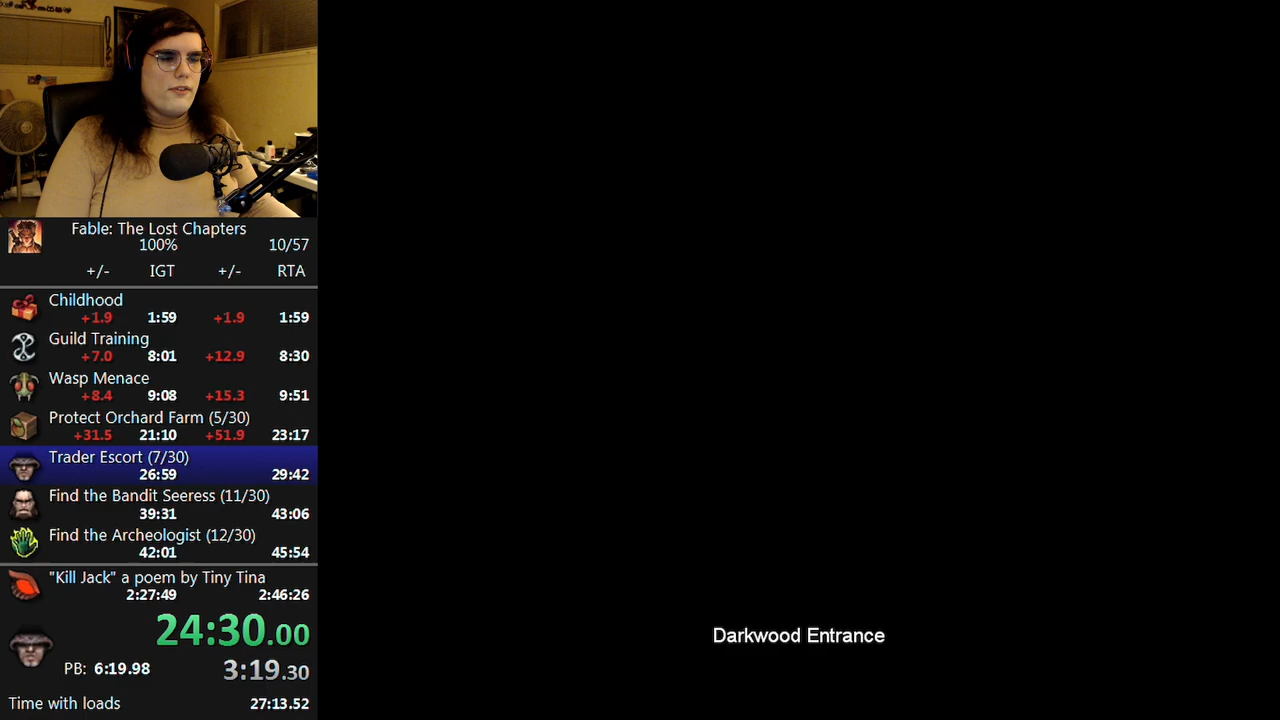 Fable: The Lost Chapters
100% 10/57
+/- IGT +/- RTA
Childhood
+1.9 1:59 +1.9 1:59
Guild Training
+7.0 8:01 +12.9 8:30
Wasp Menace
+8.4 9:08 +15.3 9:51
Protect Orchard Farm (5/30)
+31.5 21:10 +51.9 23:17
Trader Escort (7/30)
26:59 29:42
Find the Bandit Seeress (11/30)
39:31 43:06
Find the Archeologist (12/30)
42:01 45:54
"Kill Jack" a poem by Tiny Tina
2:27:49 2:46:26
24:30.00
PB: 6:19.98 3:19.30
Time with loads 27:13.52
Darkwood Entrance